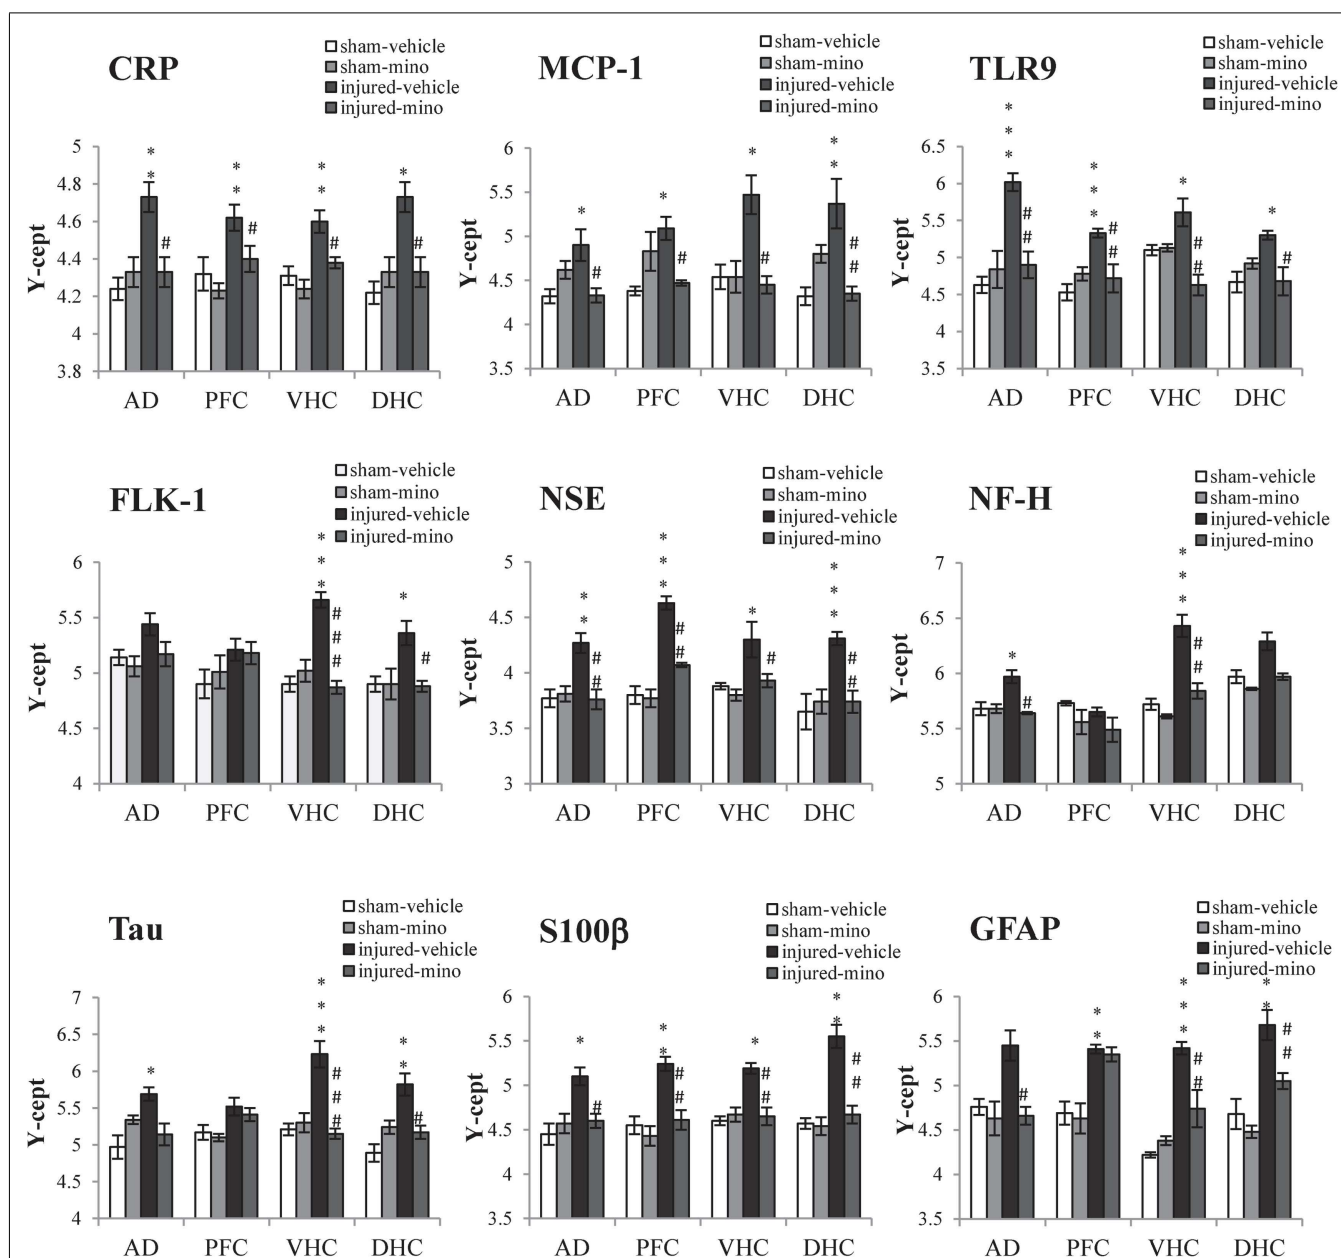 CRP
sham-vehicle
sham-mino
injured-vehicle
injured-mino
Y-cept
5
4.8
4.6
4.4
4.2
4
3.8
* *
#
* *
#
* *
#
*
#
AD PFC VHC DHC
MCP-1
sham-vehicle
sham-mino
injured-vehicle
injured-mino
Y-cept
6
5.5
5
4.5
4
3.5
*
#
*
#
*
#
* *
# #
AD PFC VHC DHC
TLR9
sham-vehicle
sham-mino
injured-vehicle
injured-mino
Y-cept
6.5
6
5.5
5
4.5
4
3.5
* * *
# #
* * *
# #
*
# #
*
#
AD PFC VHC DHC
FLK-1
sham-vehicle
sham-mino
injured-vehicle
injured-mino
Y-cept
6
5.5
5
4.5
4
* * *
# # #
*
#
AD PFC VHC DHC
NSE
sham-vehicle
sham-mino
injured-vehicle
injured-mino
Y-cept
5
4.5
4
3.5
3
* *
# #
* * *
# #
*
#
* * *
# #
AD PFC VHC DHC
NF-H
sham-vehicle
sham-mino
injured-vehicle
injured-mino
Y-cept
7
6.5
6
5.5
5
*
#
* * *
# #
AD PFC VHC DHC
Tau
sham-vehicle
sham-mino
injured-vehicle
injured-mino
Y-cept
7
6.5
6
5.5
5
4.5
4
*
* * *
# # #
* *
#
AD PFC VHC DHC
S100β
sham-vehicle
sham-mino
injured-vehicle
injured-mino
Y-cept
6
5.5
5
4.5
4
3.5
*
#
* *
# #
*
# #
* *
# #
AD PFC VHC DHC
GFAP
sham-vehicle
sham-mino
injured-vehicle
injured-mino
Y-cept
6
5.5
5
4.5
4
3.5
#
* *
* * *
# #
* *
# #
AD PFC VHC DHC